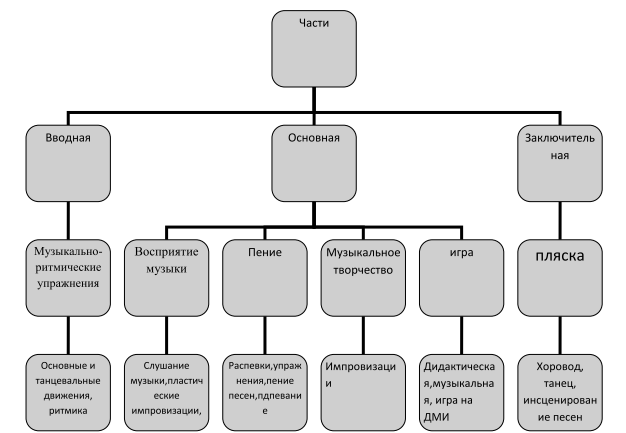 Части
Вводная
Основная
Заключитель
ная
Музыкально-
ритмические
упражнения
Восприятие
музыки
Пение
Музыкальное
творчество
игра
пляска
Основные и
танцевальные
движения,
ритмика
Слушание
музыки,пластич
еские
импровизации,
Распевки,упраж
нения,пение
песен,пдпевани
е
Импровизаци
и
Дидактическа
я,музыкальна
я, игра на
ДМИ
Хоровод,
танец,
инсценирован
ие песен